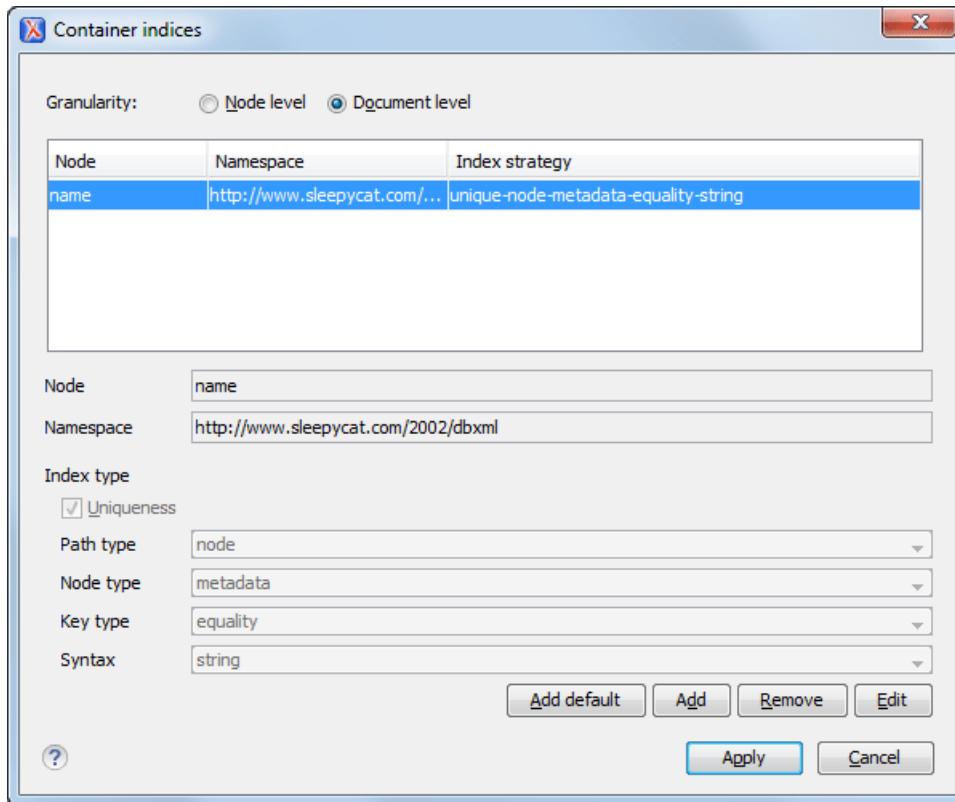 Container indices
Granularity: Node level Document level
Node Namespace Index strategy
name http://www.sleepycat.com/... unique-node-metadata-equality-string
Node name
Namespace http://www.sleepycat.com/2002/dbxml
Index type
Uniqueness
Path type node
Node type metadata
Key type equality
Syntax string
Add default Add Remove Edit
? Apply Cancel